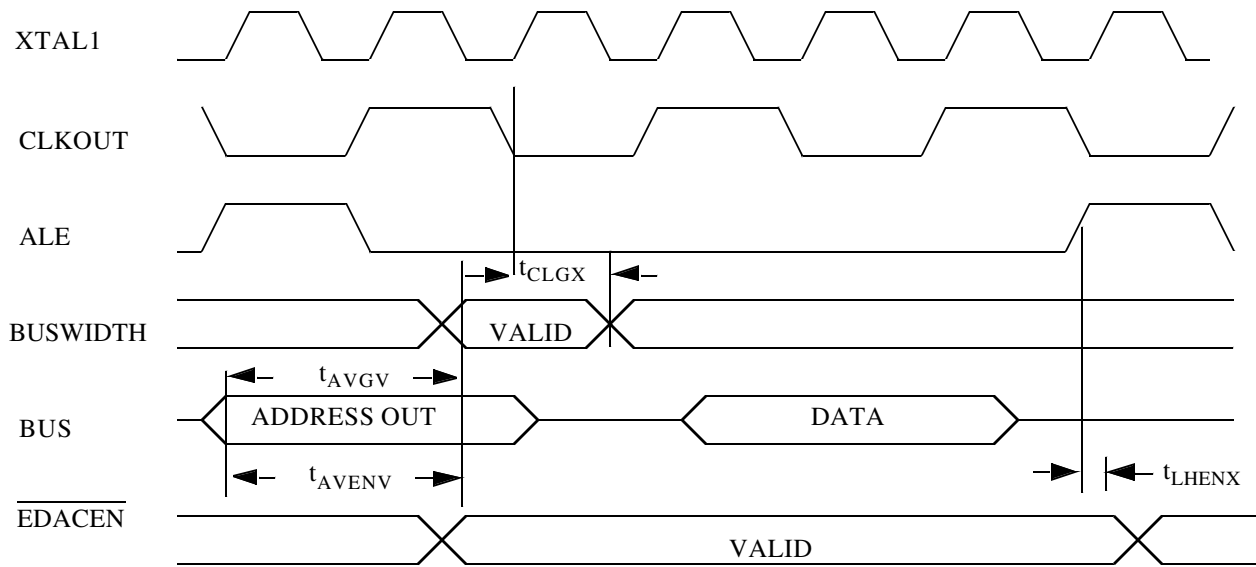 XTAL1
CLKOUT
ALE
tCLGX
BUSWIDTH
VALID
tAVGV
BUS
ADDRESS OUT
DATA
tAVENV
tLHENX
EDACEN
VALID